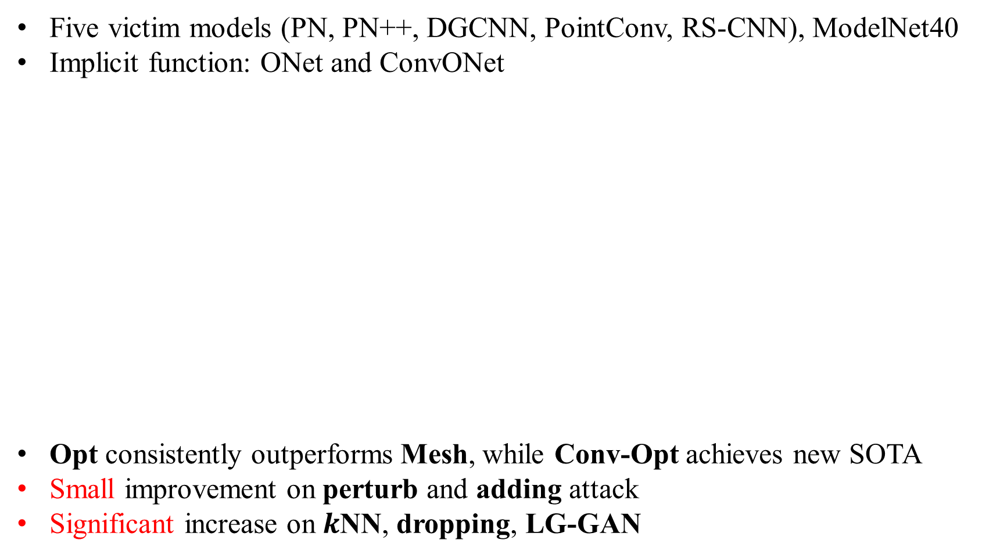 • Five victim models (PN, PN++, DGCNN, PointConv, RS-CNN), ModelNet40
• Implicit function: ONet and ConvONet
• Opt consistently outperforms Mesh, while Conv-Opt achieves new SOTA
• Small improvement on perturb and adding attack
• Significant increase on kNN, dropping, LG-GAN